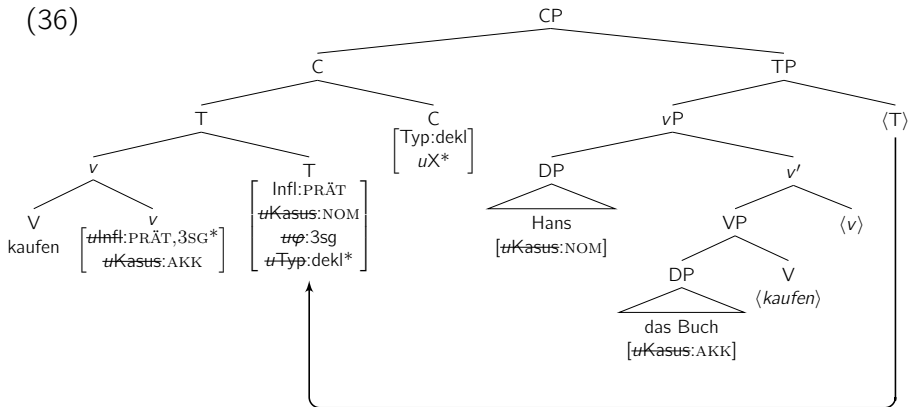 (36)
CP
C TP
T C vP ⟨T⟩
[Typ:dekl
uX*]
v T DP v′
V v [Infl:PRÄT Hans VP ⟨v⟩
kaufen [uInfl:PRÄT,3SG* uKasus:NOM [uKasus:NOM]
uKasus:AKK] uφ:3sg DP V
uTyp:dekl*] ⟨kaufen⟩
das Buch
[uKasus:AKK]